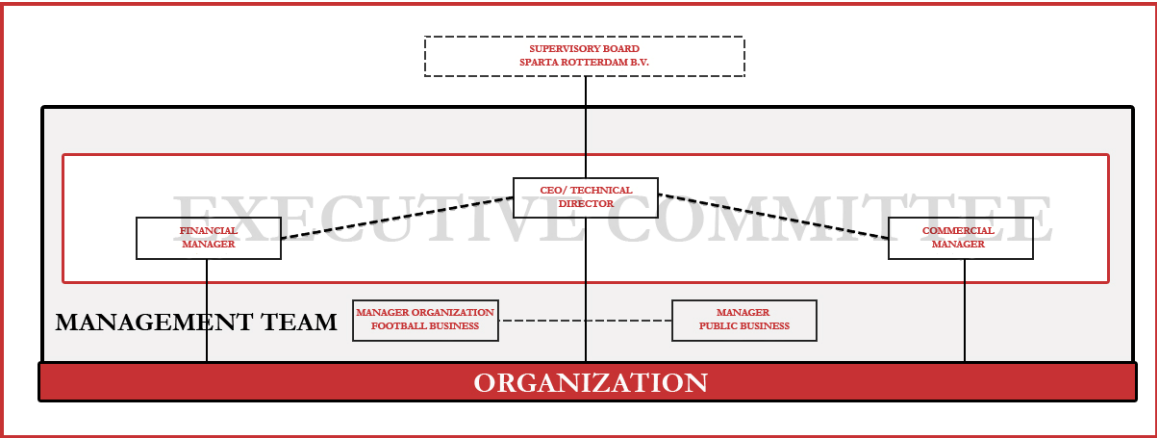 SUPERVISORY BOARD
SPARTA ROTTERDAM B.V.
EXECUTIVE COMMITTEE
CEO/ TECHNICAL
DIRECTOR
FINANCIAL
MANAGER
COMMERCIAL
MANAGER
MANAGEMENT TEAM
MANAGER ORGANIZATION
FOOTBALL BUSINESS
MANAGER
PUBLIC BUSINESS
ORGANIZATION